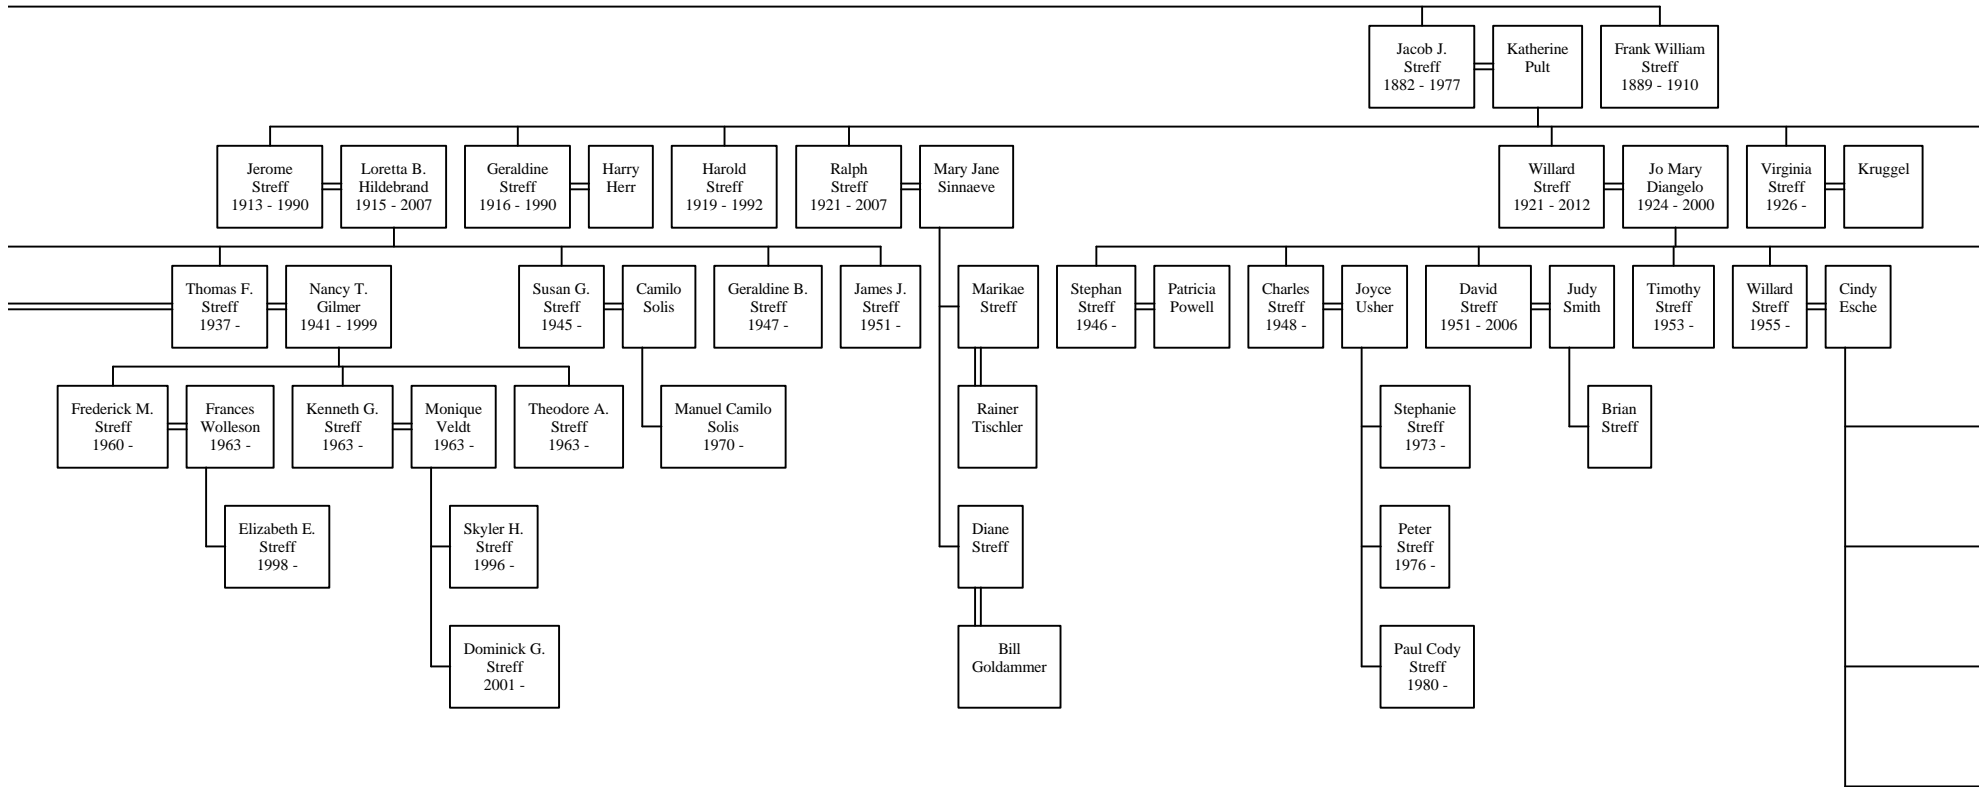 Jacob J.
Streff
1882 - 1977
Katherine
Pult
Frank William
Streff
1889 - 1910
Jerome
Streff
1913 - 1990
Loretta B.
Hildebrand
1915 - 2007
Geraldine
Streff
1916 - 1990
Harry
Herr
Harold
Streff
1919 - 1992
Ralph
Streff
1921 - 2007
Mary Jane
Sinnaeve
Willard
Streff
1921 - 2012
Jo Mary
Diangelo
1924 - 2000
Virginia
Streff
1926 -
Kruggel
Thomas F.
Streff
1937 -
Nancy T.
Gilmer
1941 - 1999
Susan G.
Streff
1945 -
Camilo
Solis
Geraldine B.
Streff
1947 -
James J.
Streff
1951 -
Marikae
Streff
Stephan
Streff
1946 -
Patricia
Powell
Charles
Streff
1948 -
Joyce
Usher
David
Streff
1951 - 2006
Judy
Smith
Timothy
Streff
1953 -
Willard
Streff
1955 -
Cindy
Esche
Frederick M.
Streff
1960 -
Frances
Wolleson
1963 -
Kenneth G.
Streff
1963 -
Monique
Veldt
1963 -
Theodore A.
Streff
1963 -
Manuel Camilo
Solis
1970 -
Rainer
Tischler
Stephanie
Streff
1973 -
Brian
Streff
Elizabeth E.
Streff
1998 -
Skyler H.
Streff
1996 -
Diane
Streff
Peter
Streff
1976 -
Dominick G.
Streff
2001 -
Bill
Goldammer
Paul Cody
Streff
1980 -